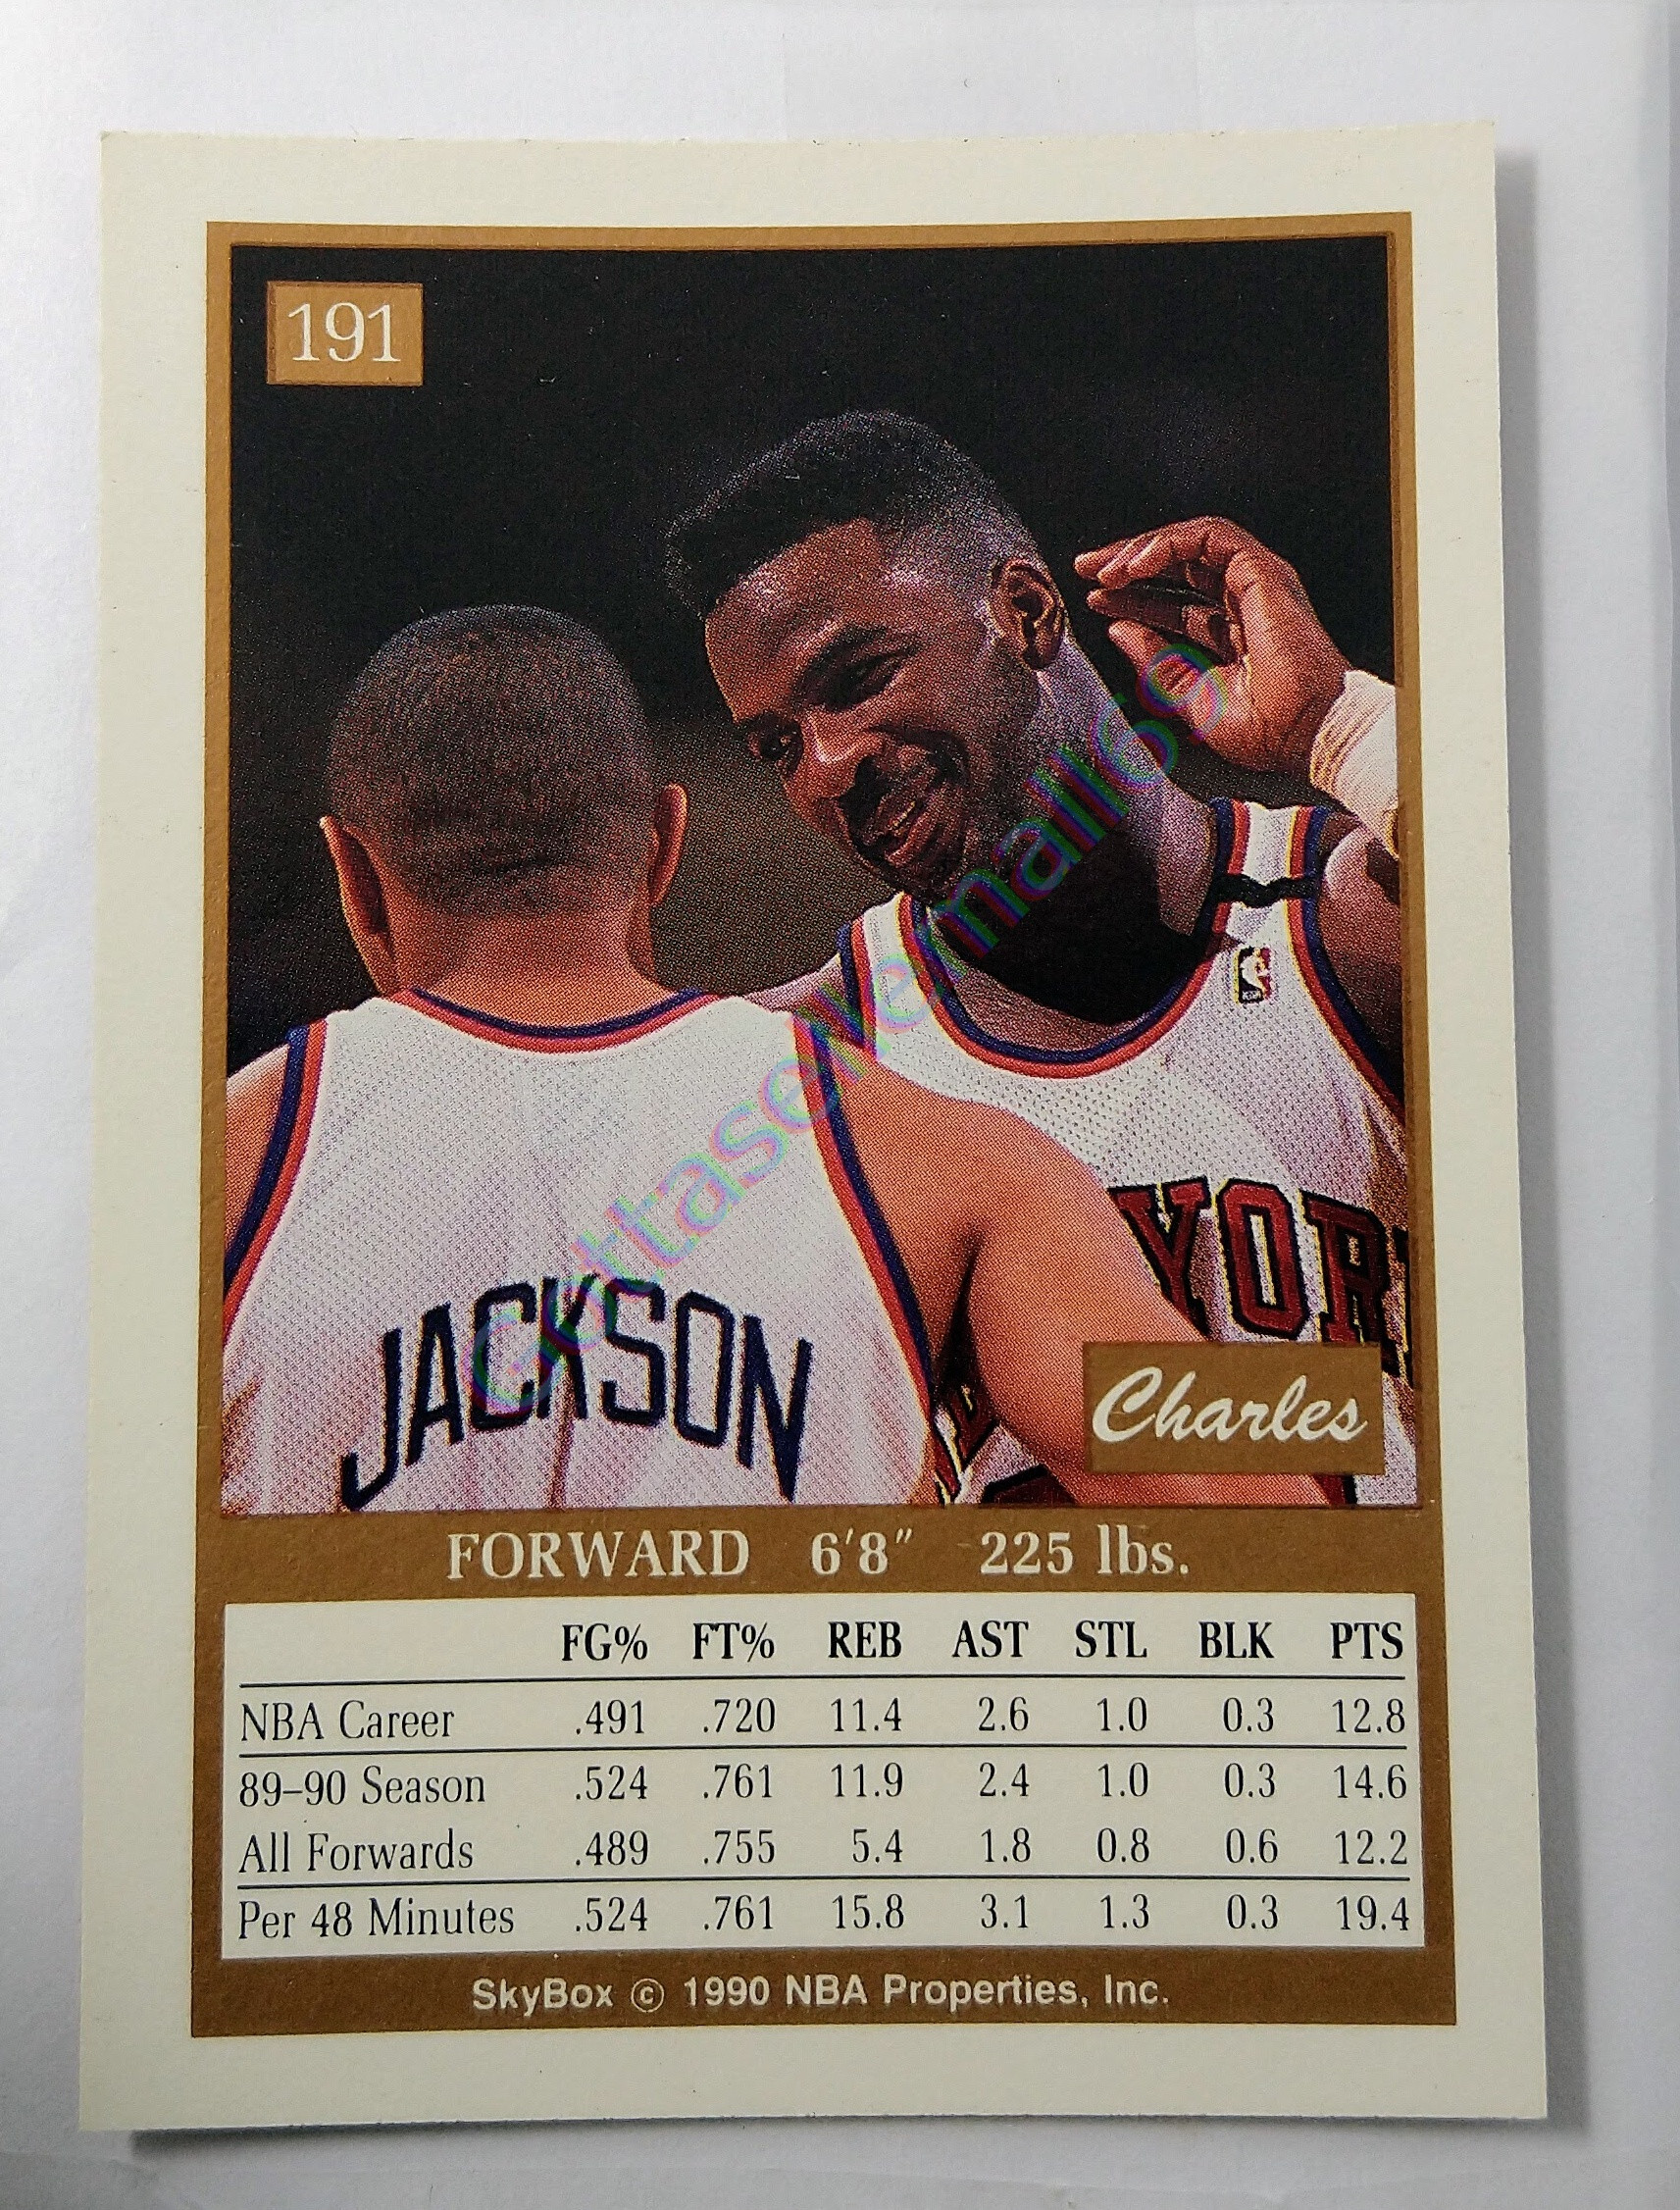 191
Gottasellemall69
YORK
JACKSON
Charles
FORWARD 6'8" 225 lbs.
FG% FT% REB AST STL BLK PTS
NBA Career .491 .720 11.4 2.6 1.0 0.3 12.8
89–90 Season .524 .761 11.9 2.4 1.0 0.3 14.6
All Forwards .489 .755 5.4 1.8 0.8 0.6 12.2
Per 48 Minutes .524 .761 15.8 3.1 1.3 0.3 19.4
SkyBox © 1990 NBA Properties, Inc.